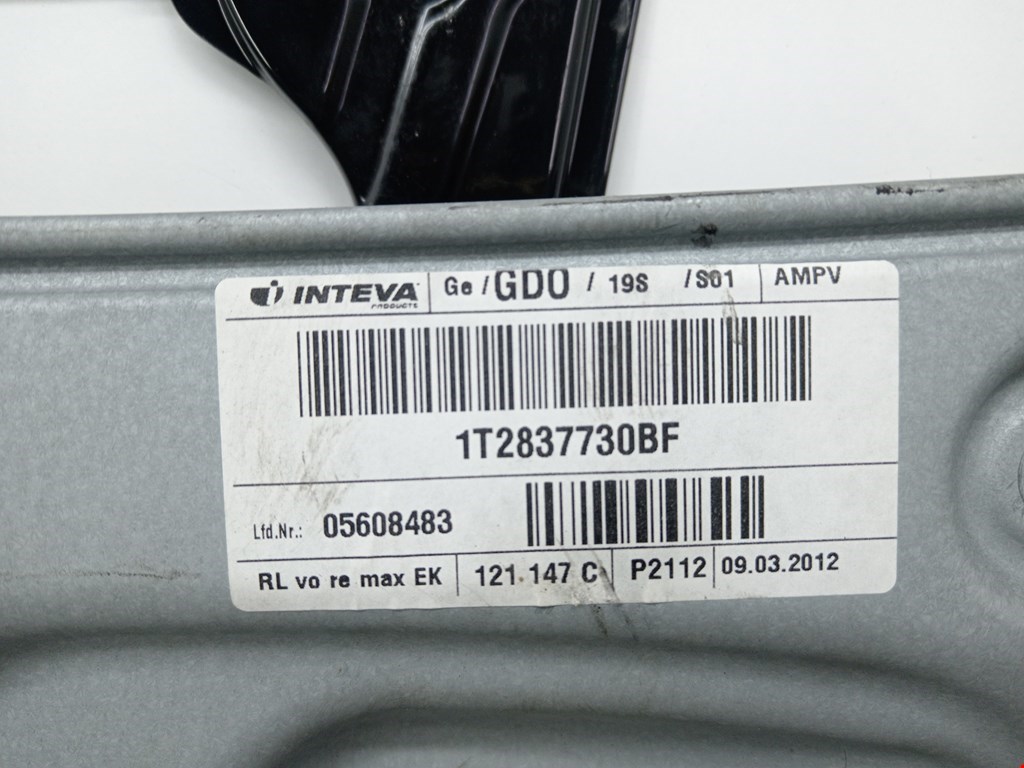 INTEVA PRODUCTS Ge / GDO / 19S / S01 AMPV
1T2837730BF
Lfd.Nr.: 05608483
RL vo re max EK 121.147 C P2112 09.03.2012